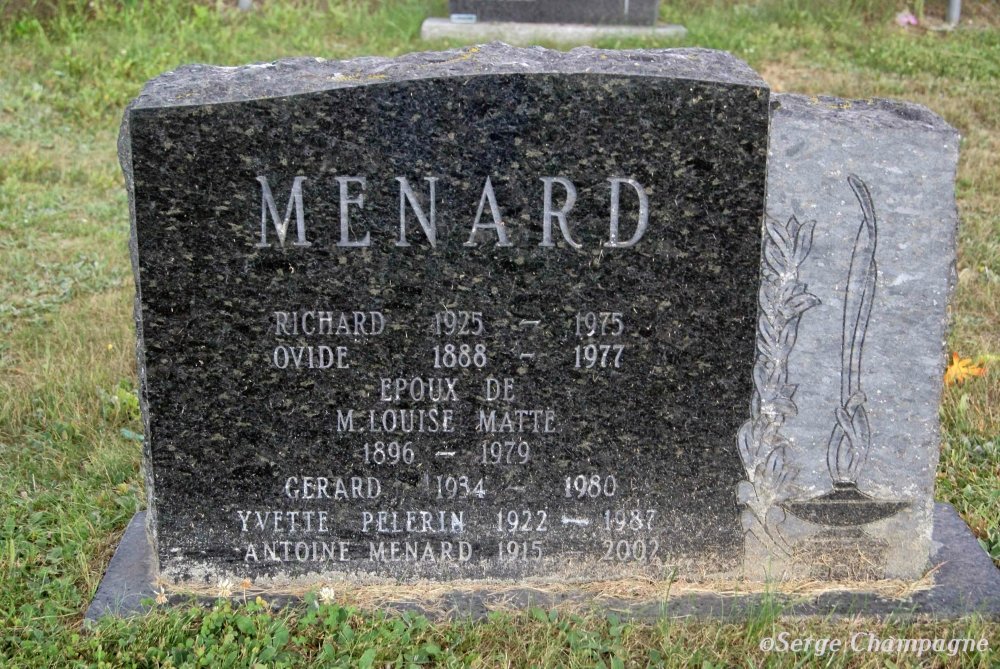 MENARD
RICHARD 1925 - 1975
OVIDE 1888 - 1977
EPOUX DE
M.LOUISE MATTE
1896 - 1979
GERARD 1934 - 1980
YVETTE PELERIN 1922 - 1987
ANTOINE MENARD 1915 - 2002
©Serge Champagne